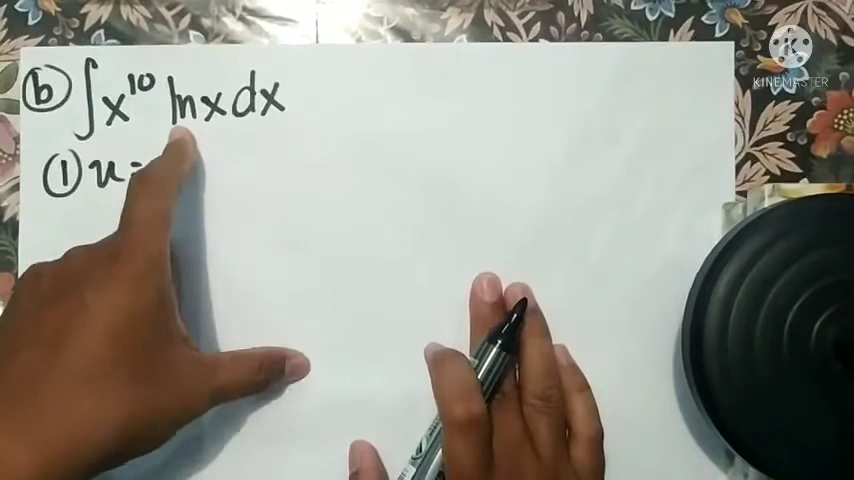 ⓑ ∫x¹⁰ lnx dx
① u=
KINEMASTER